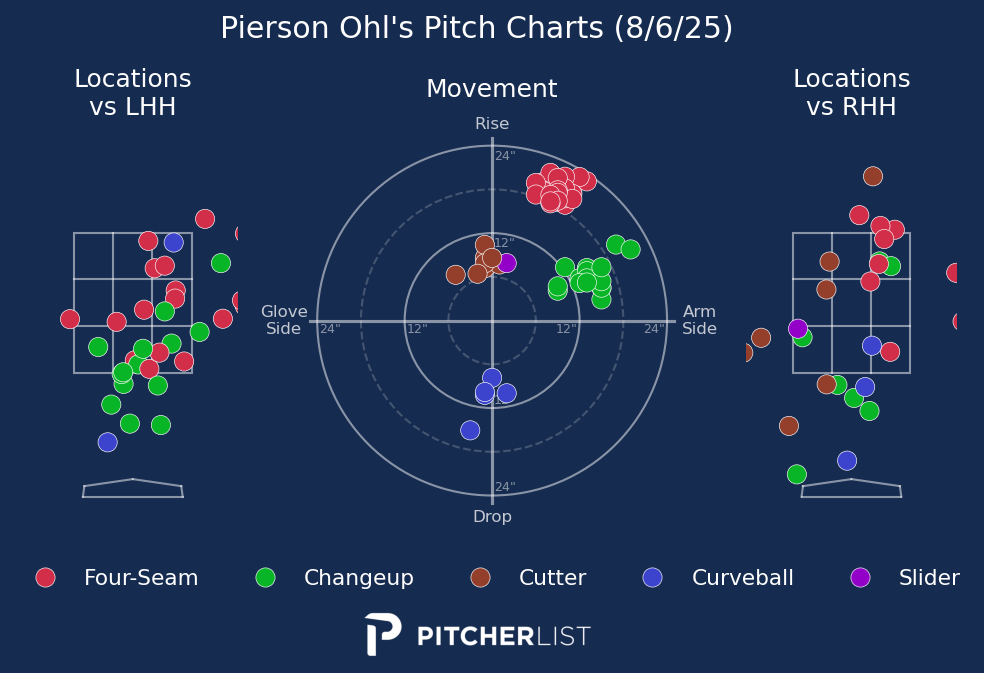 Pierson Ohl's Pitch Charts (8/6/25)
Locations
vs LHH
Movement
Locations
vs RHH
Rise
24"
12"
Glove
Side
24"
12"
12"
24"
Arm
Side
24"
Drop
Four-Seam
Changeup
Cutter
Curveball
Slider
PITCHERLIST